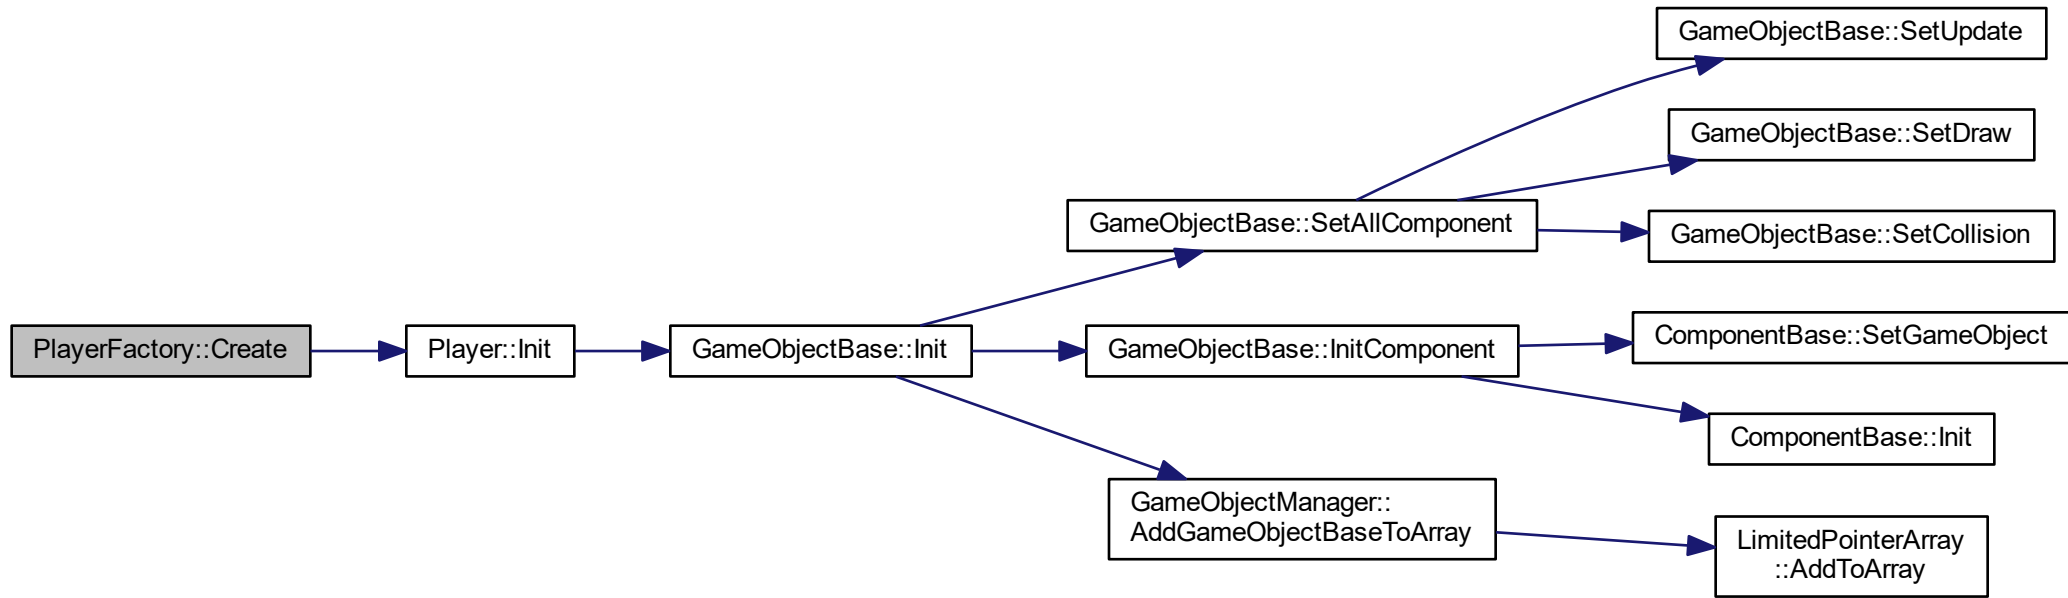 GameObjectBase::SetUpdate
GameObjectBase::SetDraw
GameObjectBase::SetAllComponent
GameObjectBase::SetCollision
PlayerFactory::Create
Player::Init
GameObjectBase::Init
GameObjectBase::InitComponent
ComponentBase::SetGameObject
ComponentBase::Init
GameObjectManager::
AddGameObjectBaseToArray
LimitedPointerArray
::AddToArray